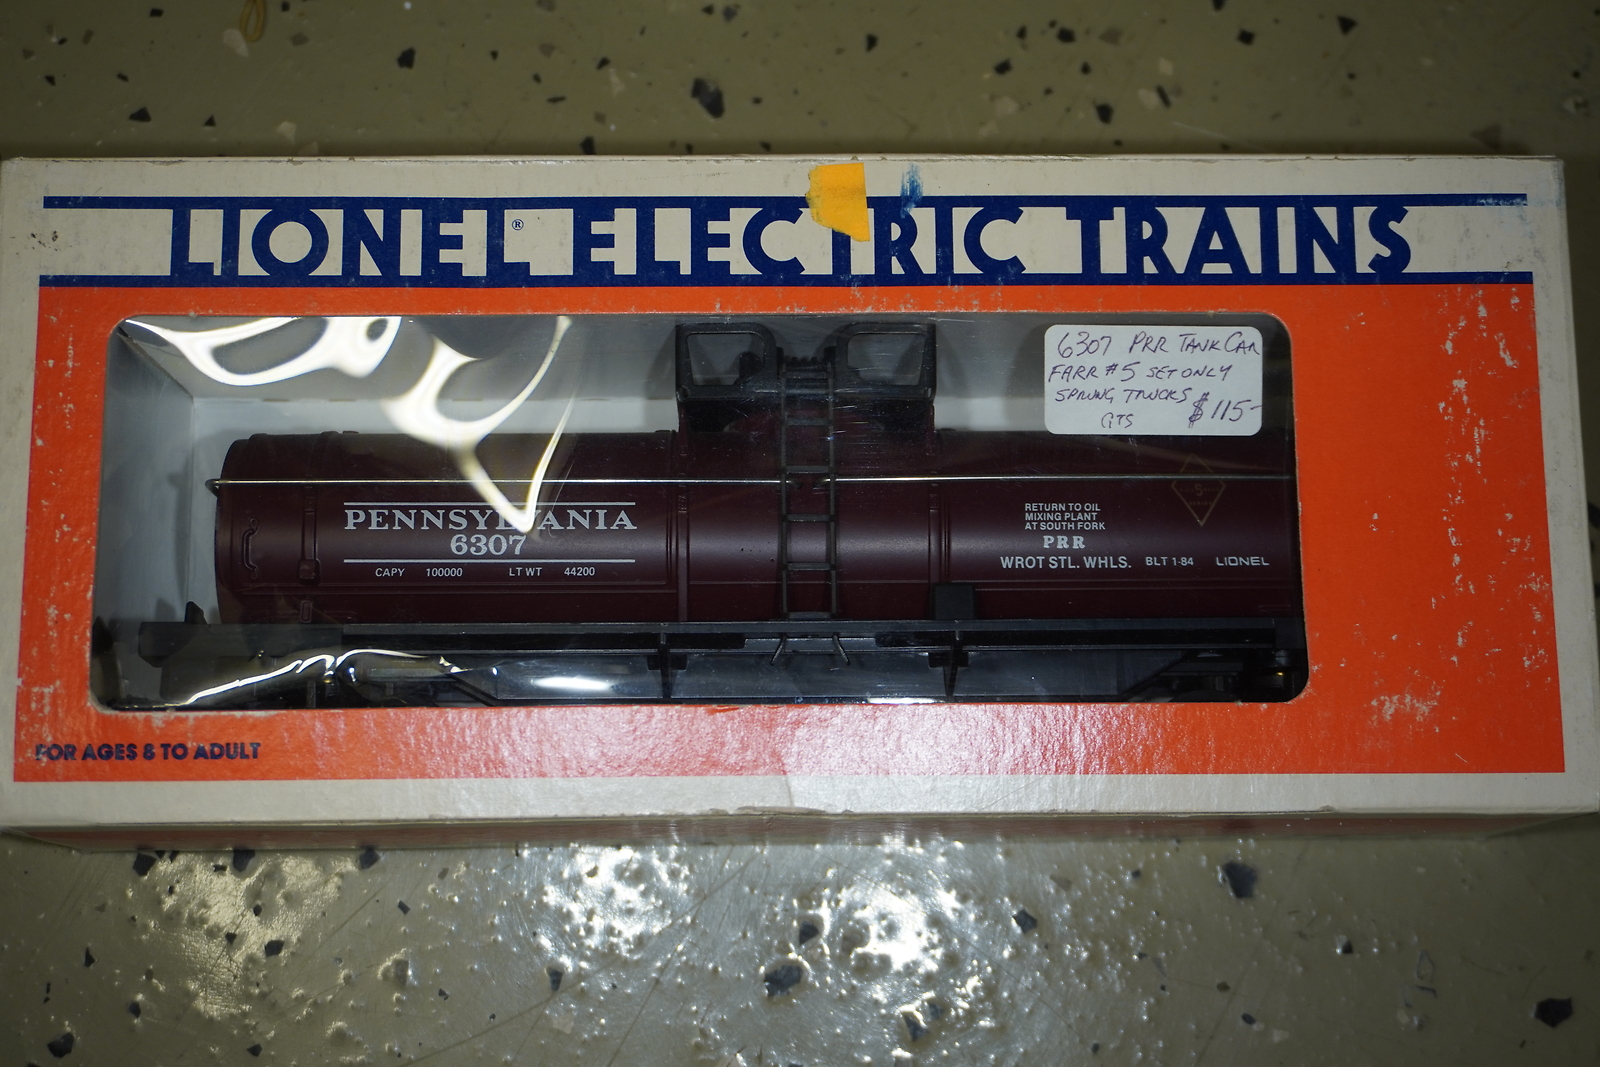 LIONEL® ELECTRIC TRAINS
6307 PRR TANK CAR
FARR #5 SET ONLY
SPRUNG TRUCKS $115-
GTS
PENNSYLVANIA
6307
CAPY 100000 LT WT 44200
5
RETURN TO OIL
MIXING PLANT
AT SOUTH FORK
PRR
WROT STL. WHLS. BLT 1-84 LIONEL
FOR AGES 8 TO ADULT